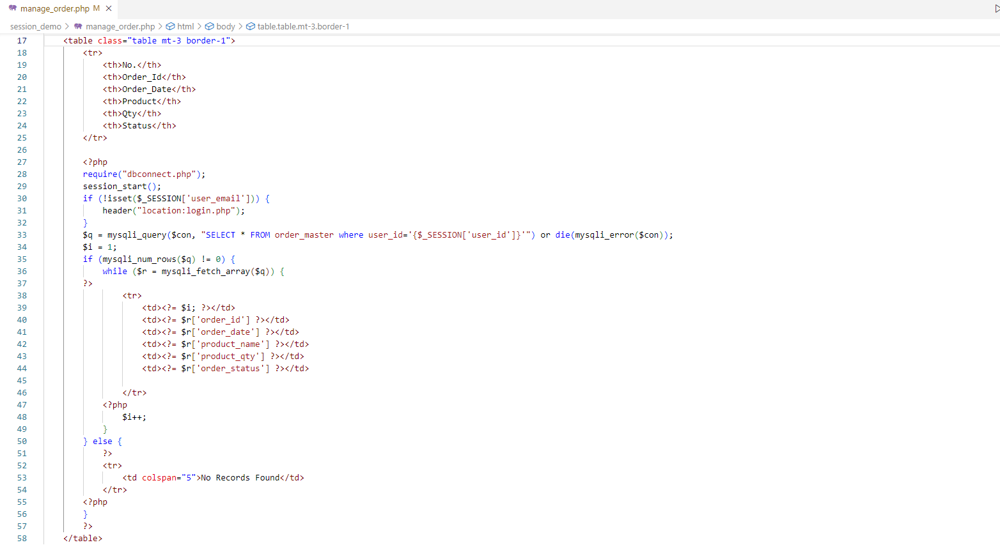 manage_order.php M ×
session_demo > manage_order.php > html > body > table.table.mt-3.border-1
17 <table class="table mt-3 border-1">
18 <tr>
19 <th>No.</th>
20 <th>Order_Id</th>
21 <th>Order_Date</th>
22 <th>Product</th>
23 <th>Qty</th>
24 <th>Status</th>
25 </tr>
26
27 <?php
28 require("dbconnect.php");
29 session_start();
30 if (!isset($_SESSION['user_email'])) {
31 header("location:login.php");
32 }
33 $q = mysqli_query($con, "SELECT * FROM order_master where user_id='{$_SESSION['user_id']}'") or die(mysqli_error($con));
34 $i = 1;
35 if (mysqli_num_rows($q) != 0) {
36 while ($r = mysqli_fetch_array($q)) {
37 ?>
38 <tr>
39 <td><?= $i; ?></td>
40 <td><?= $r['order_id'] ?></td>
41 <td><?= $r['order_date'] ?></td>
42 <td><?= $r['product_name'] ?></td>
43 <td><?= $r['product_qty'] ?></td>
44 <td><?= $r['order_status'] ?></td>
45
46 </tr>
47 <?php
48 $i++;
49 }
50 } else {
51 ?>
52 <tr>
53 <td colspan="5">No Records Found</td>
54 </tr>
55 <?php
56 }
57 ?>
58 </table>